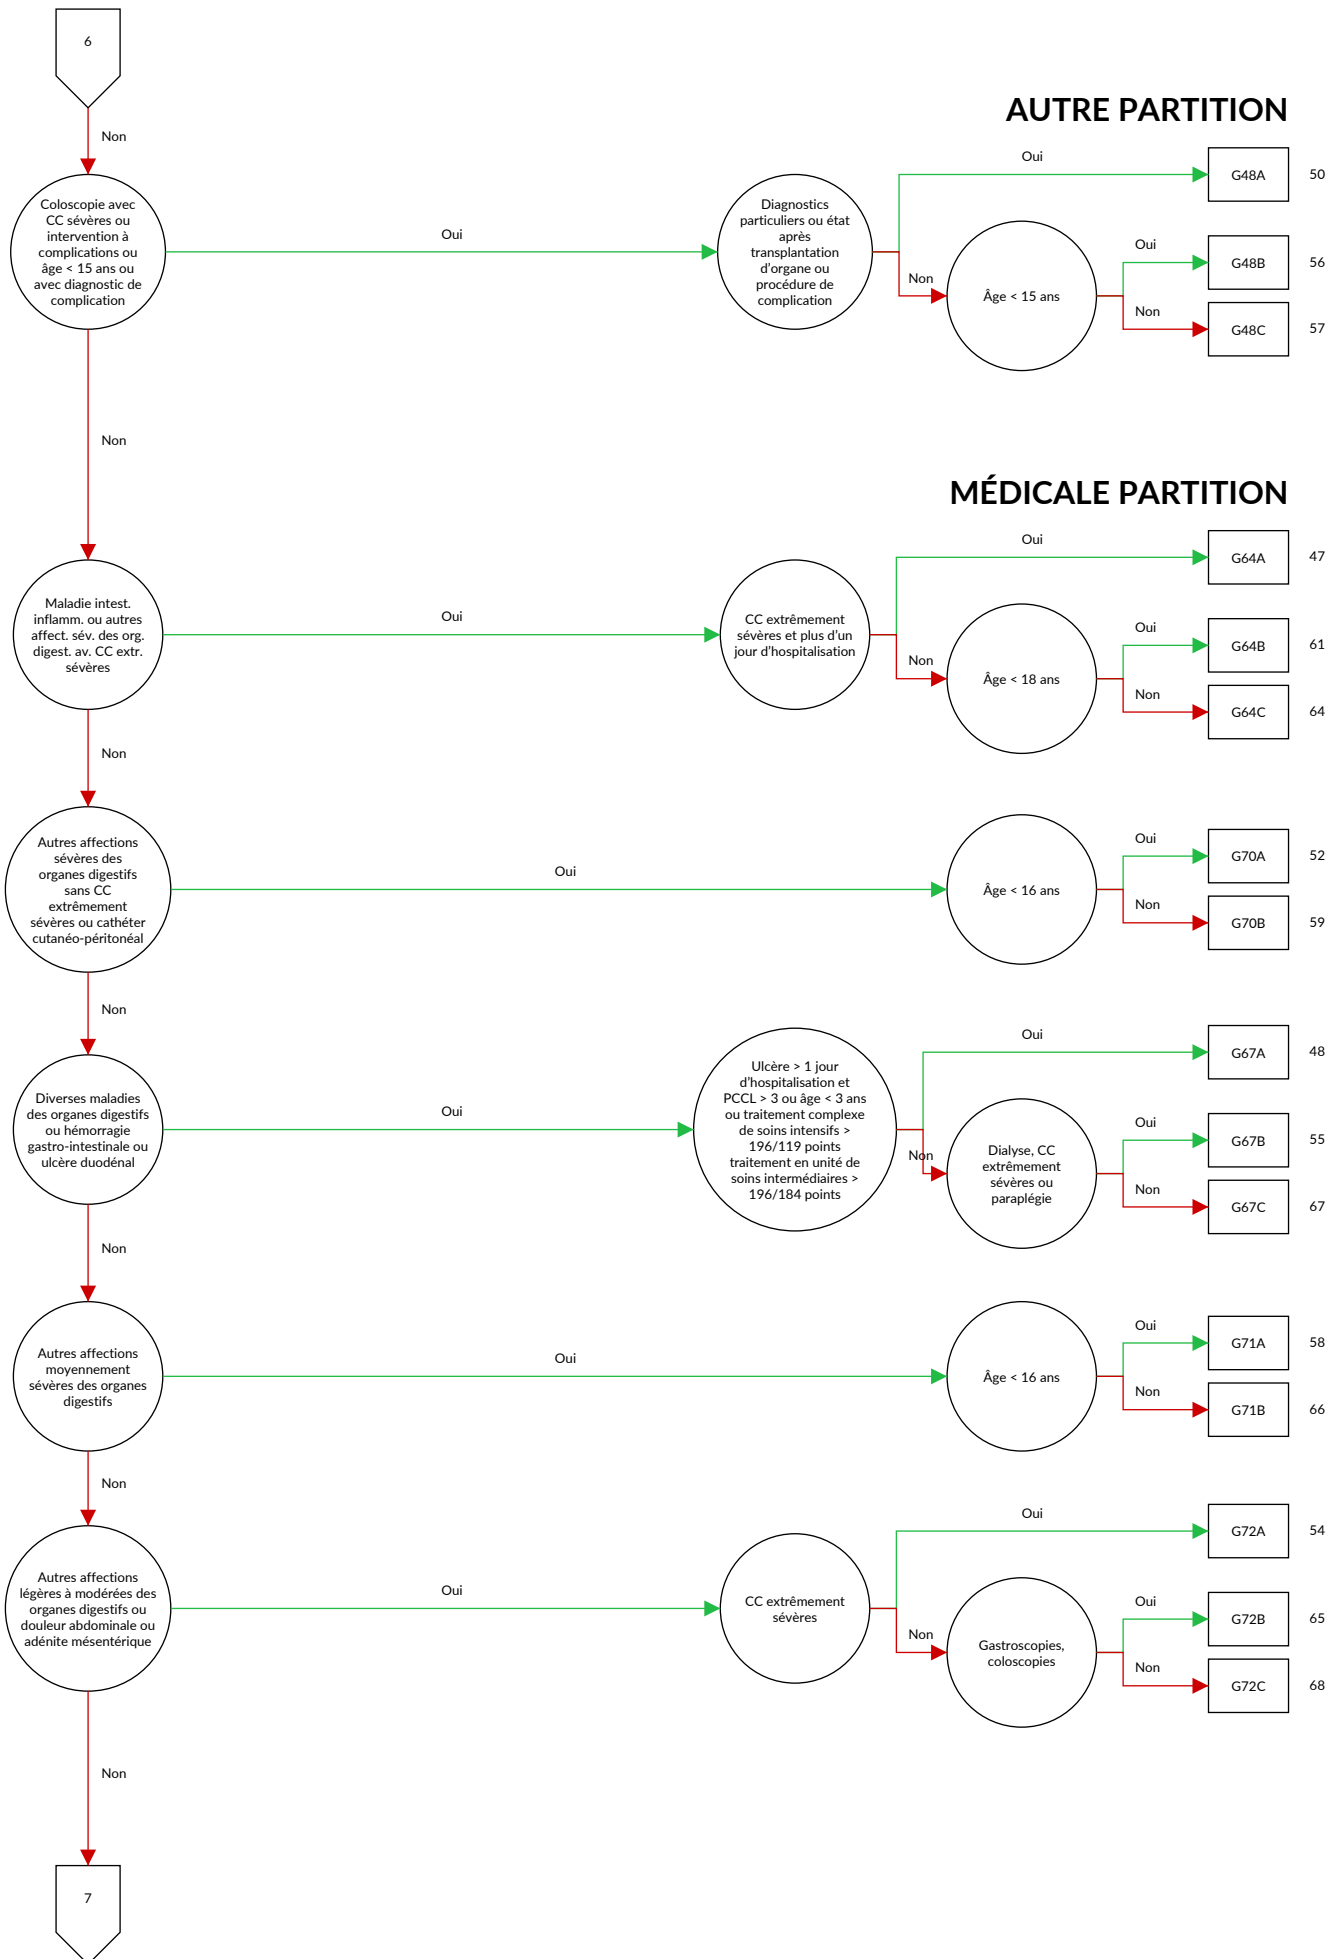 6
Non
AUTRE PARTITION
Coloscopie avec
CC sévères ou
intervention à
complications ou
âge < 15 ans ou
avec diagnostic de
complication
Oui
Diagnostics
particuliers ou état
après
transplantation
d'organe ou
procédure de
complication
Oui
G48A
50
Non
Âge < 15 ans
Oui
G48B
56
Non
G48C
57
Non
MÉDICALE PARTITION
Maladie intest.
inflamm. ou autres
affect. sév. des org.
digest. av. CC extr.
sévères
Oui
CC extrêmement
sévères et plus d'un
jour d'hospitalisation
Oui
G64A
47
Non
Âge < 18 ans
Oui
G64B
61
Non
G64C
64
Non
Autres affections
sévères des
organes digestifs
sans CC
extrêmement
sévères ou cathéter
cutanéo-péritonéal
Oui
Âge < 16 ans
Oui
G70A
52
Non
G70B
59
Non
Diverses maladies
des organes digestifs
ou hémorragie
gastro-intestinale ou
ulcère duodénal
Oui
Ulcère > 1 jour
d'hospitalisation et
PCCL > 3 ou âge < 3 ans
ou traitement complexe
de soins intensifs >
196/119 points
traitement en unité de
soins intermédiaires >
196/184 points
Oui
G67A
48
Non
Dialyse, CC
extrêmement
sévères ou
paraplégie
Oui
G67B
55
Non
G67C
67
Non
Autres affections
moyennement
sévères des organes
digestifs
Oui
Âge < 16 ans
Oui
G71A
58
Non
G71B
66
Non
Autres affections
légères à modérées des
organes digestifs ou
douleur abdominale ou
adénite mésentérique
Oui
CC extrêmement
sévères
Oui
G72A
54
Non
Gastroscopies,
coloscopies
Oui
G72B
65
Non
G72C
68
Non
7